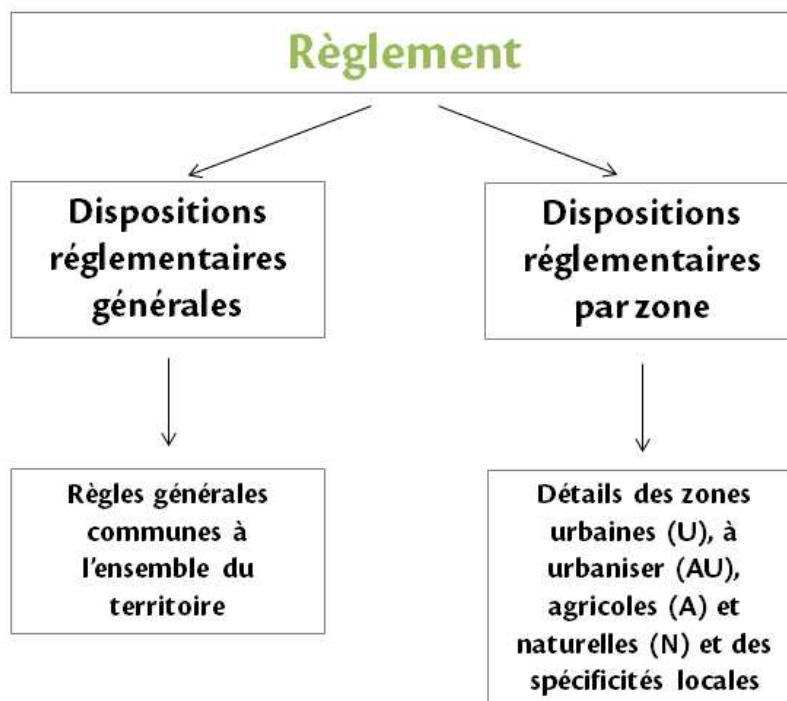 Règlement
Dispositions
réglementaires
générales
Dispositions
réglementaires
par zone
Règles générales
communes à
l'ensemble du
territoire
Détails des zones
urbaines (U), à
urbaniser (AU),
agricoles (A) et
naturelles (N) et des
spécificités locales